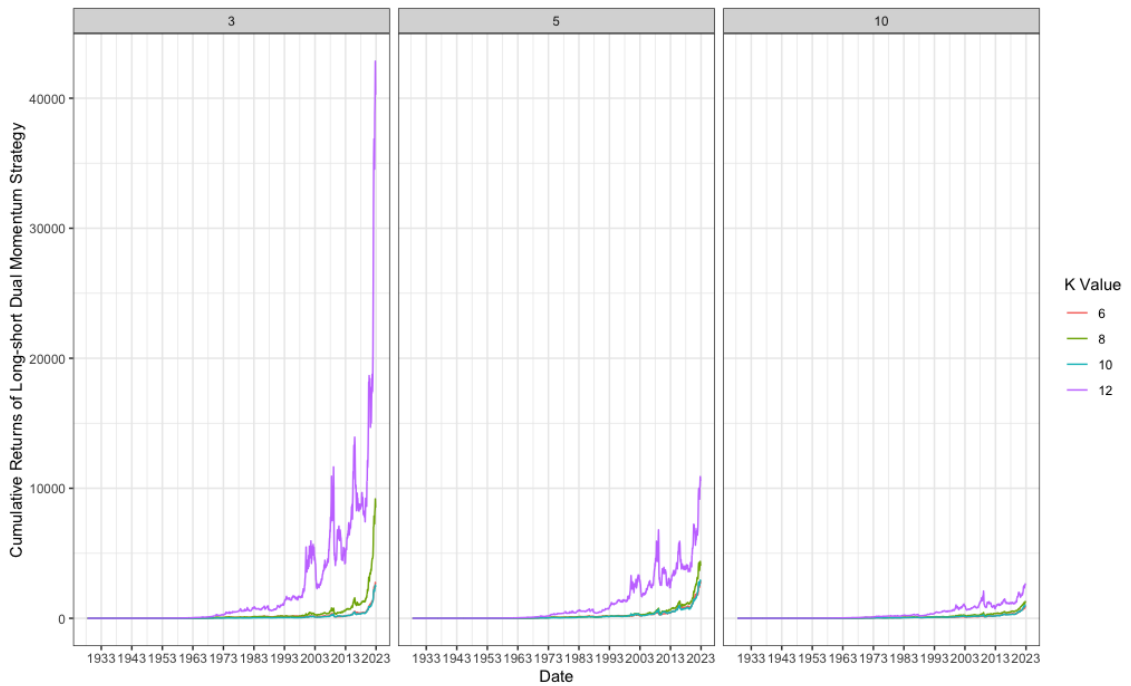 3 5 10
Cumulative Returns of Long-short Dual Momentum Strategy
40000
30000
20000
10000
0
1933 1943 1953 1963 1973 1983 1993 2003 2013 2023
1933 1943 1953 1963 1973 1983 1993 2003 2013 2023
1933 1943 1953 1963 1973 1983 1993 2003 2013 2023
Date
K Value
6
8
10
12